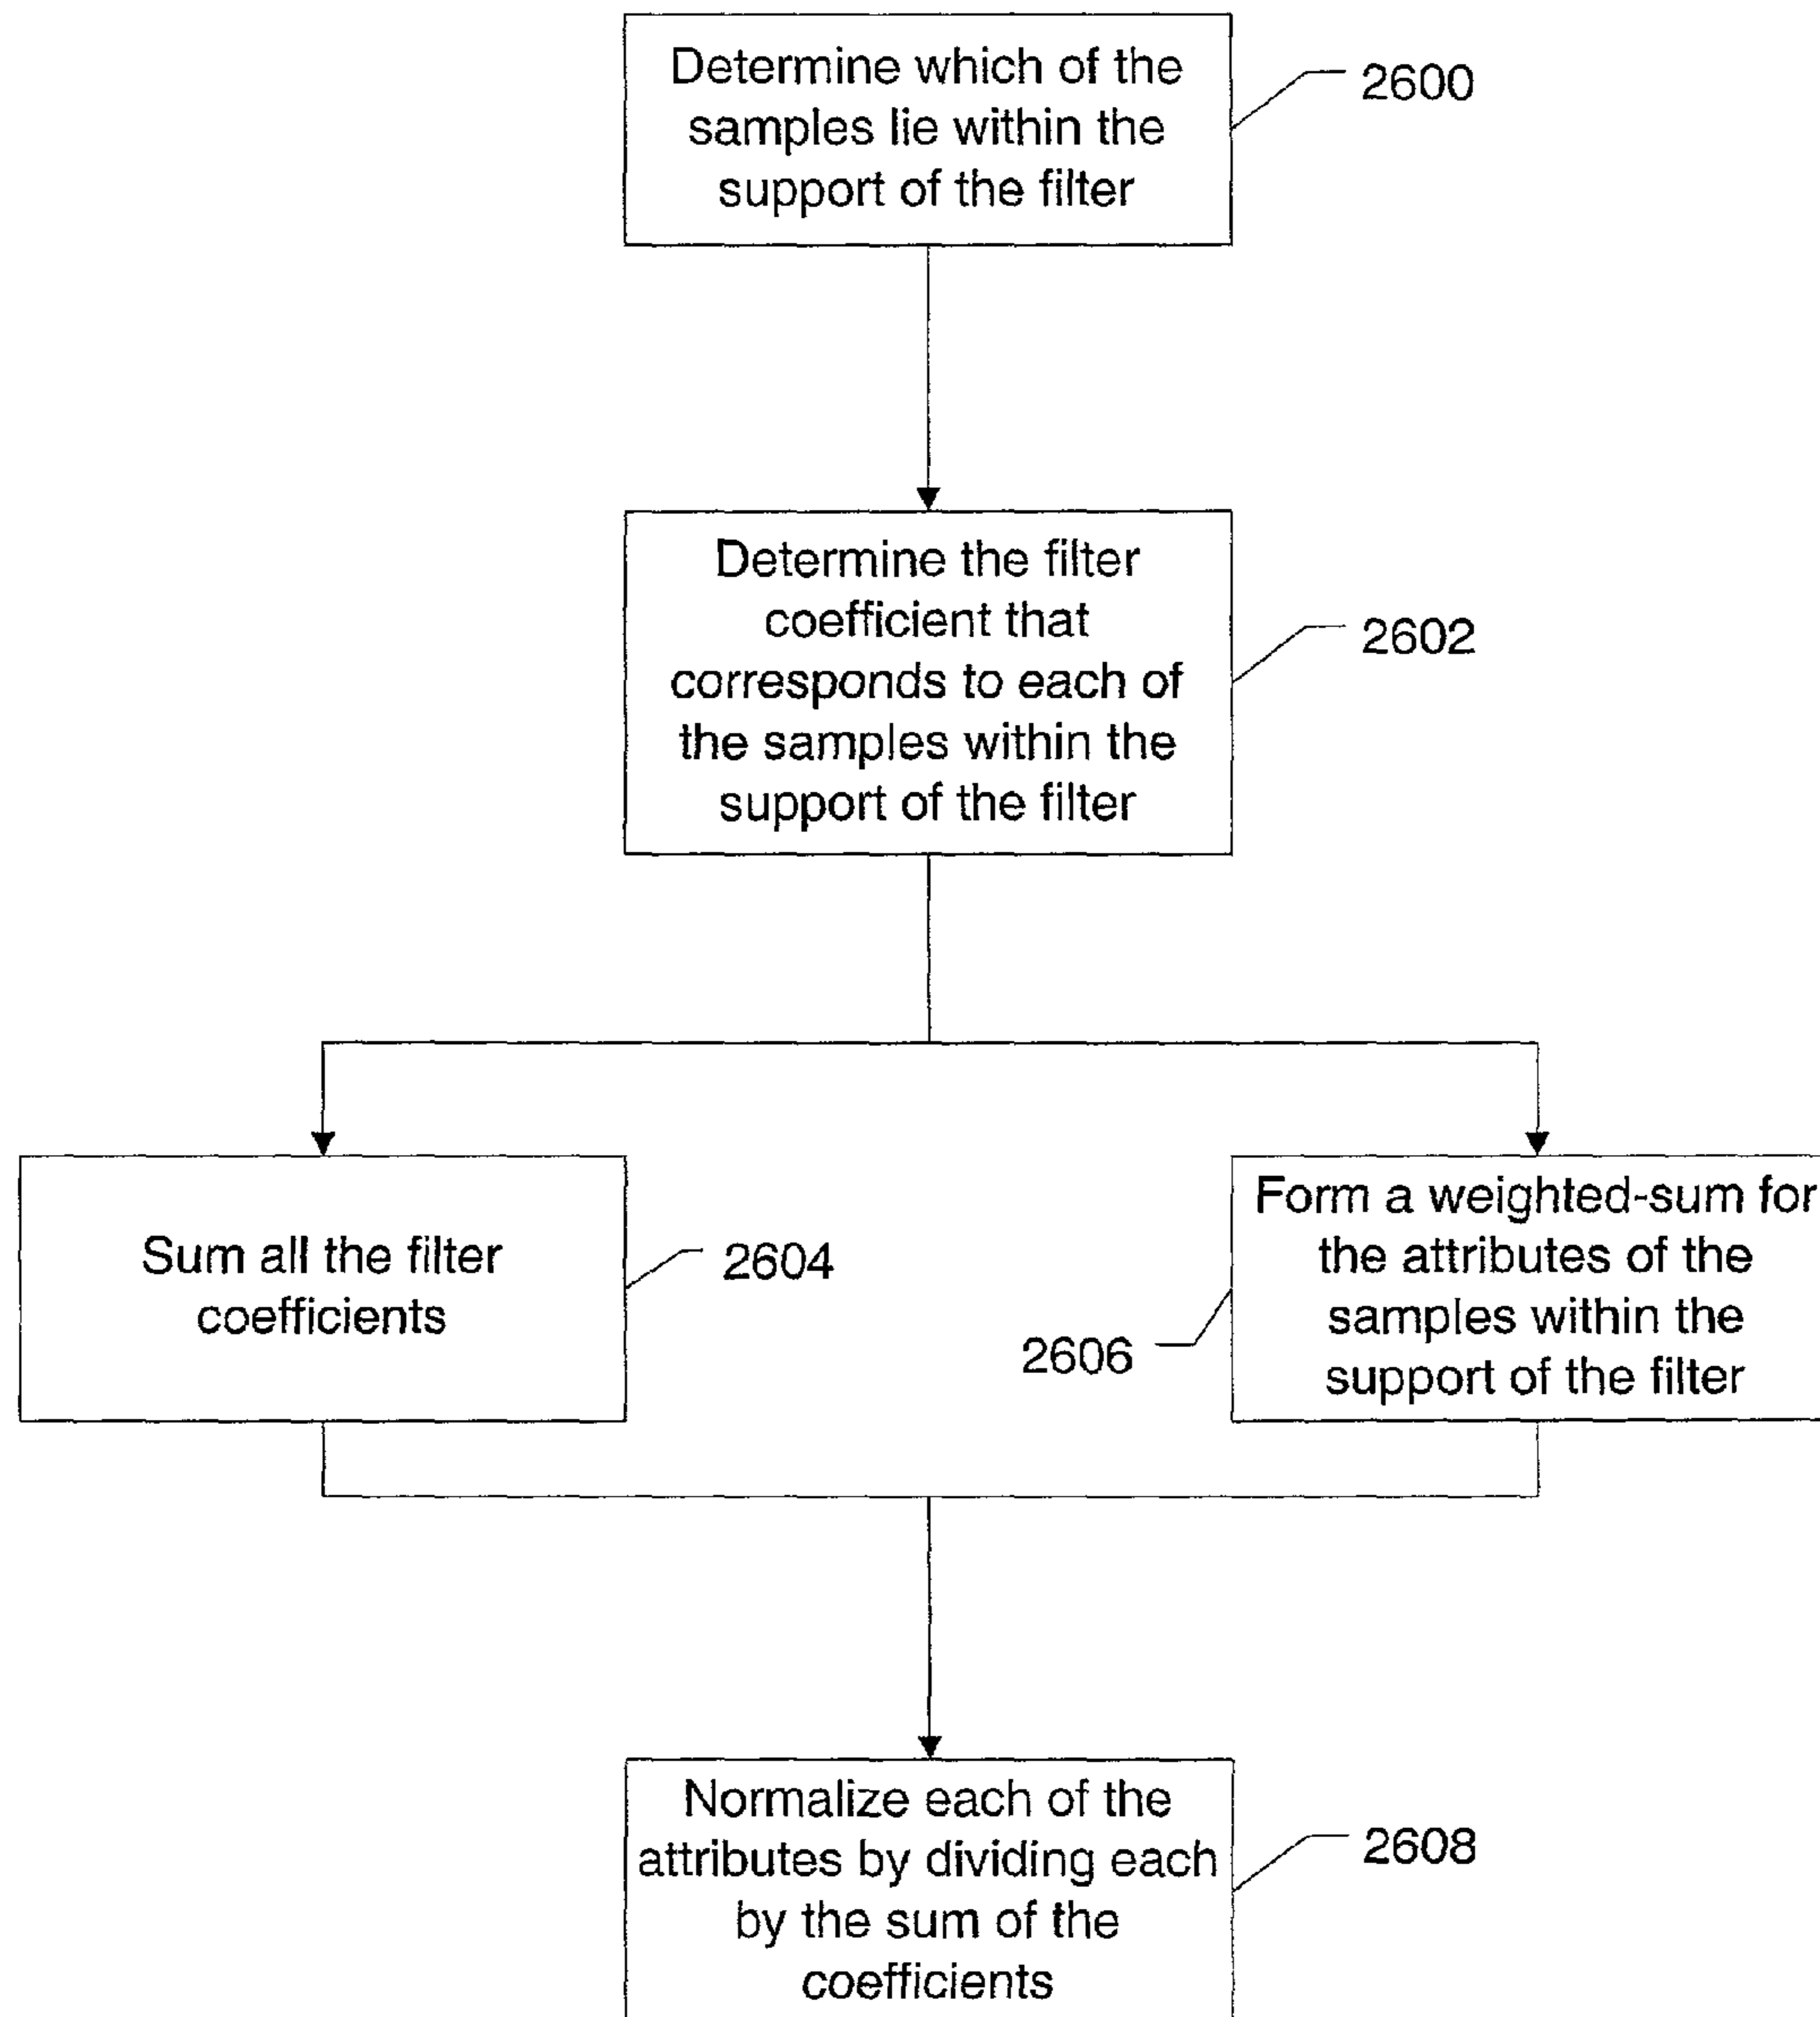 Determine which of the
samples lie within the
support of the filter
2600
Determine the filter
coefficient that
corresponds to each of
the samples within the
support of the filter
2602
Sum all the filter
coefficients
2604
Form a weighted-sum for
the attributes of the
samples within the
support of the filter
2606
Normalize each of the
attributes by dividing each
by the sum of the
coefficients
2608